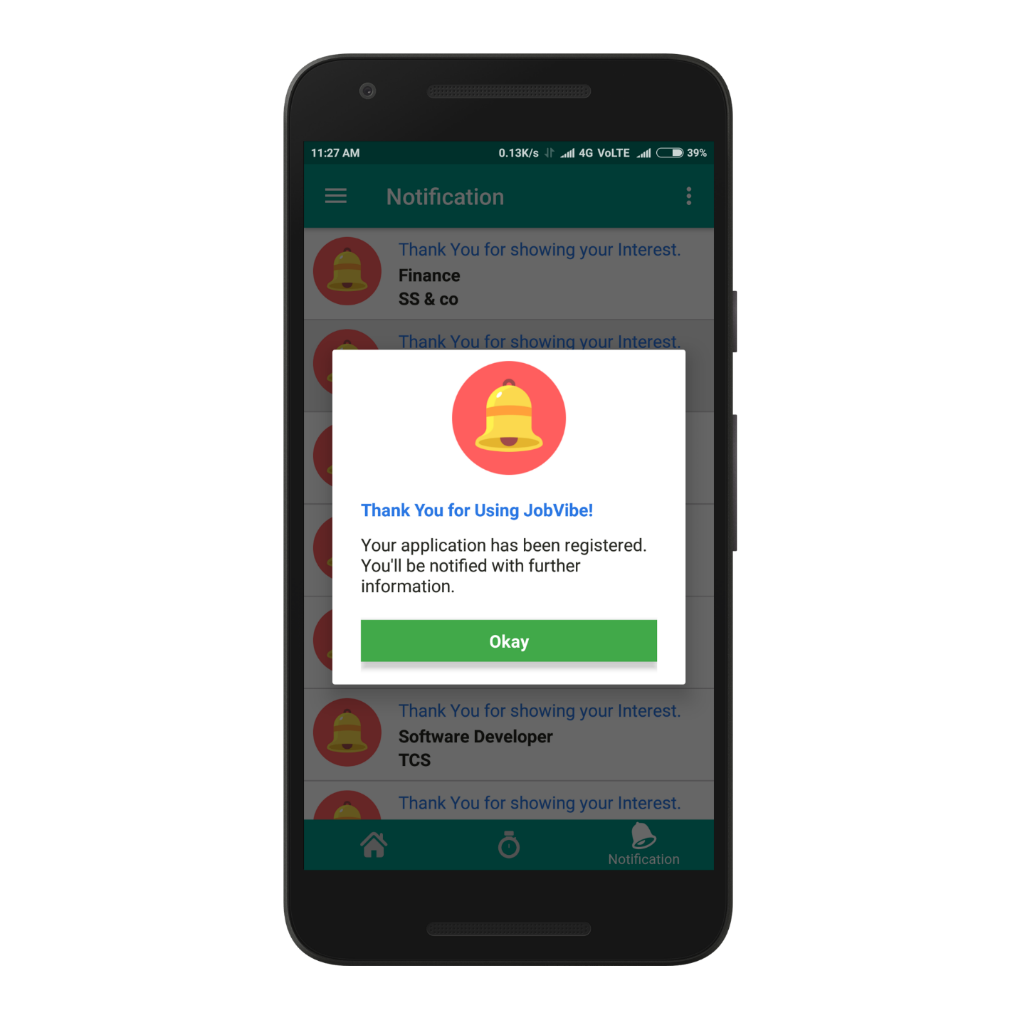 11:27 AM 0.13K/s 4G VoLTE 39%
Notification
Thank You for showing your Interest.
Finance
SS & co
Thank You for showing your Interest.
Thank You for Using JobVibe!
Your application has been registered.
You'll be notified with further
information.
Okay
Thank You for showing your Interest.
Software Developer
TCS
Thank You for showing your Interest.
Notification